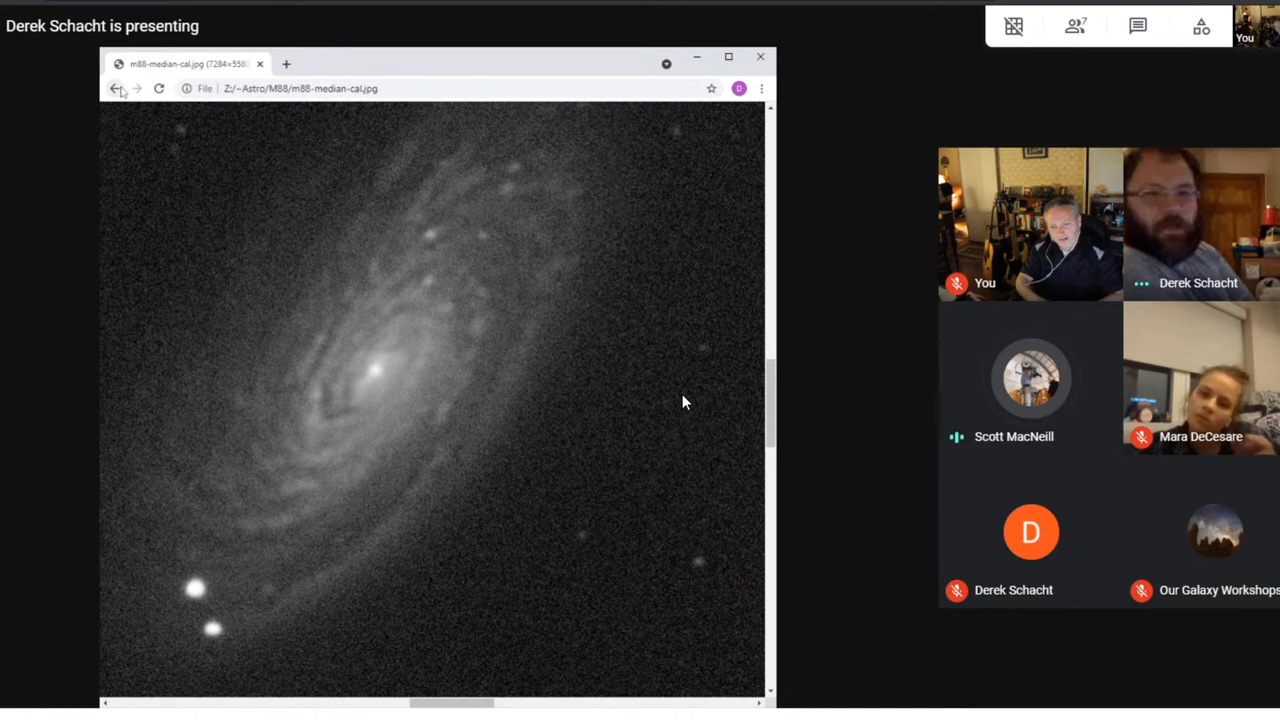 Derek Schacht is presenting
7
You
m88-median-cal.jpg (7284×558
File
Z:/~Astro/M88/m88-median-cal.jpg
D
You
Derek Schacht
Scott MacNeill
Mara DeCesare
D
Derek Schacht
Our Galaxy Workshops